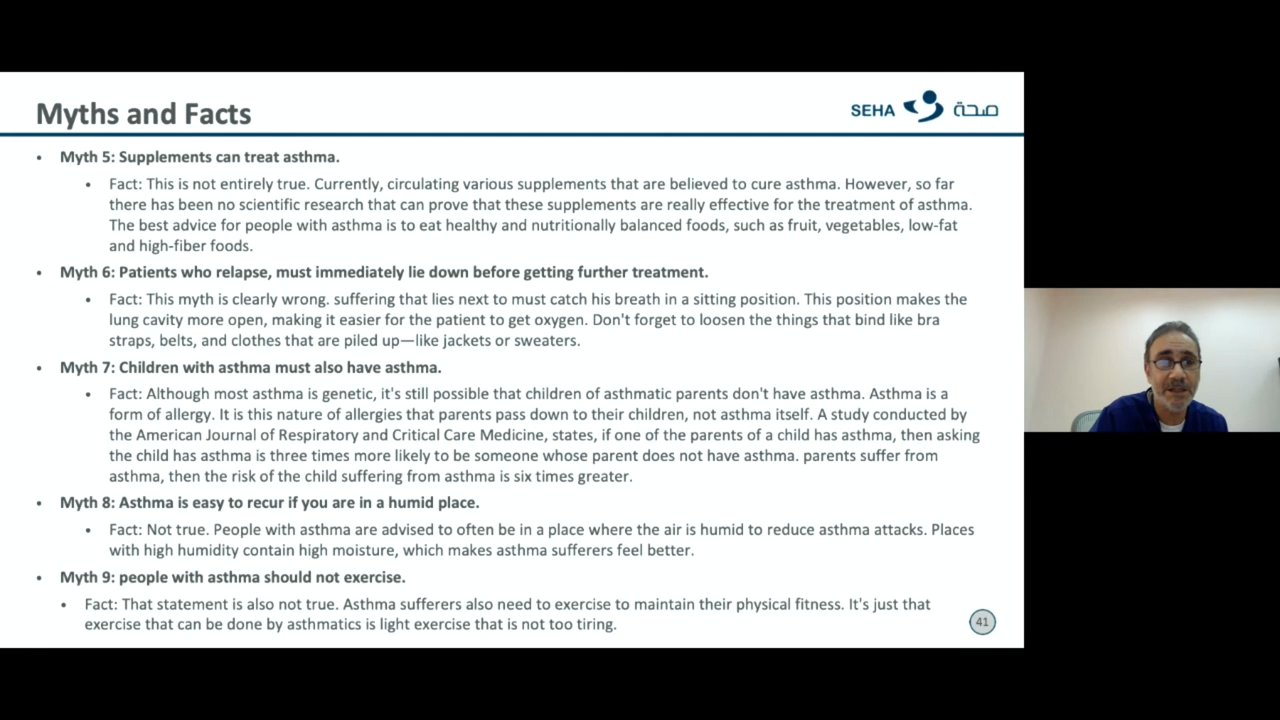 Myths and Facts
SEHA صحة
• Myth 5: Supplements can treat asthma.
• Fact: This is not entirely true. Currently, circulating various supplements that are believed to cure asthma. However, so far
there has been no scientific research that can prove that these supplements are really effective for the treatment of asthma.
The best advice for people with asthma is to eat healthy and nutritionally balanced foods, such as fruit, vegetables, low-fat
and high-fiber foods.
• Myth 6: Patients who relapse, must immediately lie down before getting further treatment.
• Fact: This myth is clearly wrong. suffering that lies next to must catch his breath in a sitting position. This position makes the
lung cavity more open, making it easier for the patient to get oxygen. Don't forget to loosen the things that bind like bra
straps, belts, and clothes that are piled up—like jackets or sweaters.
• Myth 7: Children with asthma must also have asthma.
• Fact: Although most asthma is genetic, it's still possible that children of asthmatic parents don't have asthma. Asthma is a
form of allergy. It is this nature of allergies that parents pass down to their children, not asthma itself. A study conducted by
the American Journal of Respiratory and Critical Care Medicine, states, if one of the parents of a child has asthma, then asking
the child has asthma is three times more likely to be someone whose parent does not have asthma. parents suffer from
asthma, then the risk of the child suffering from asthma is six times greater.
• Myth 8: Asthma is easy to recur if you are in a humid place.
• Fact: Not true. People with asthma are advised to often be in a place where the air is humid to reduce asthma attacks. Places
with high humidity contain high moisture, which makes asthma sufferers feel better.
• Myth 9: people with asthma should not exercise.
• Fact: That statement is also not true. Asthma sufferers also need to exercise to maintain their physical fitness. It's just that
exercise that can be done by asthmatics is light exercise that is not too tiring.
41